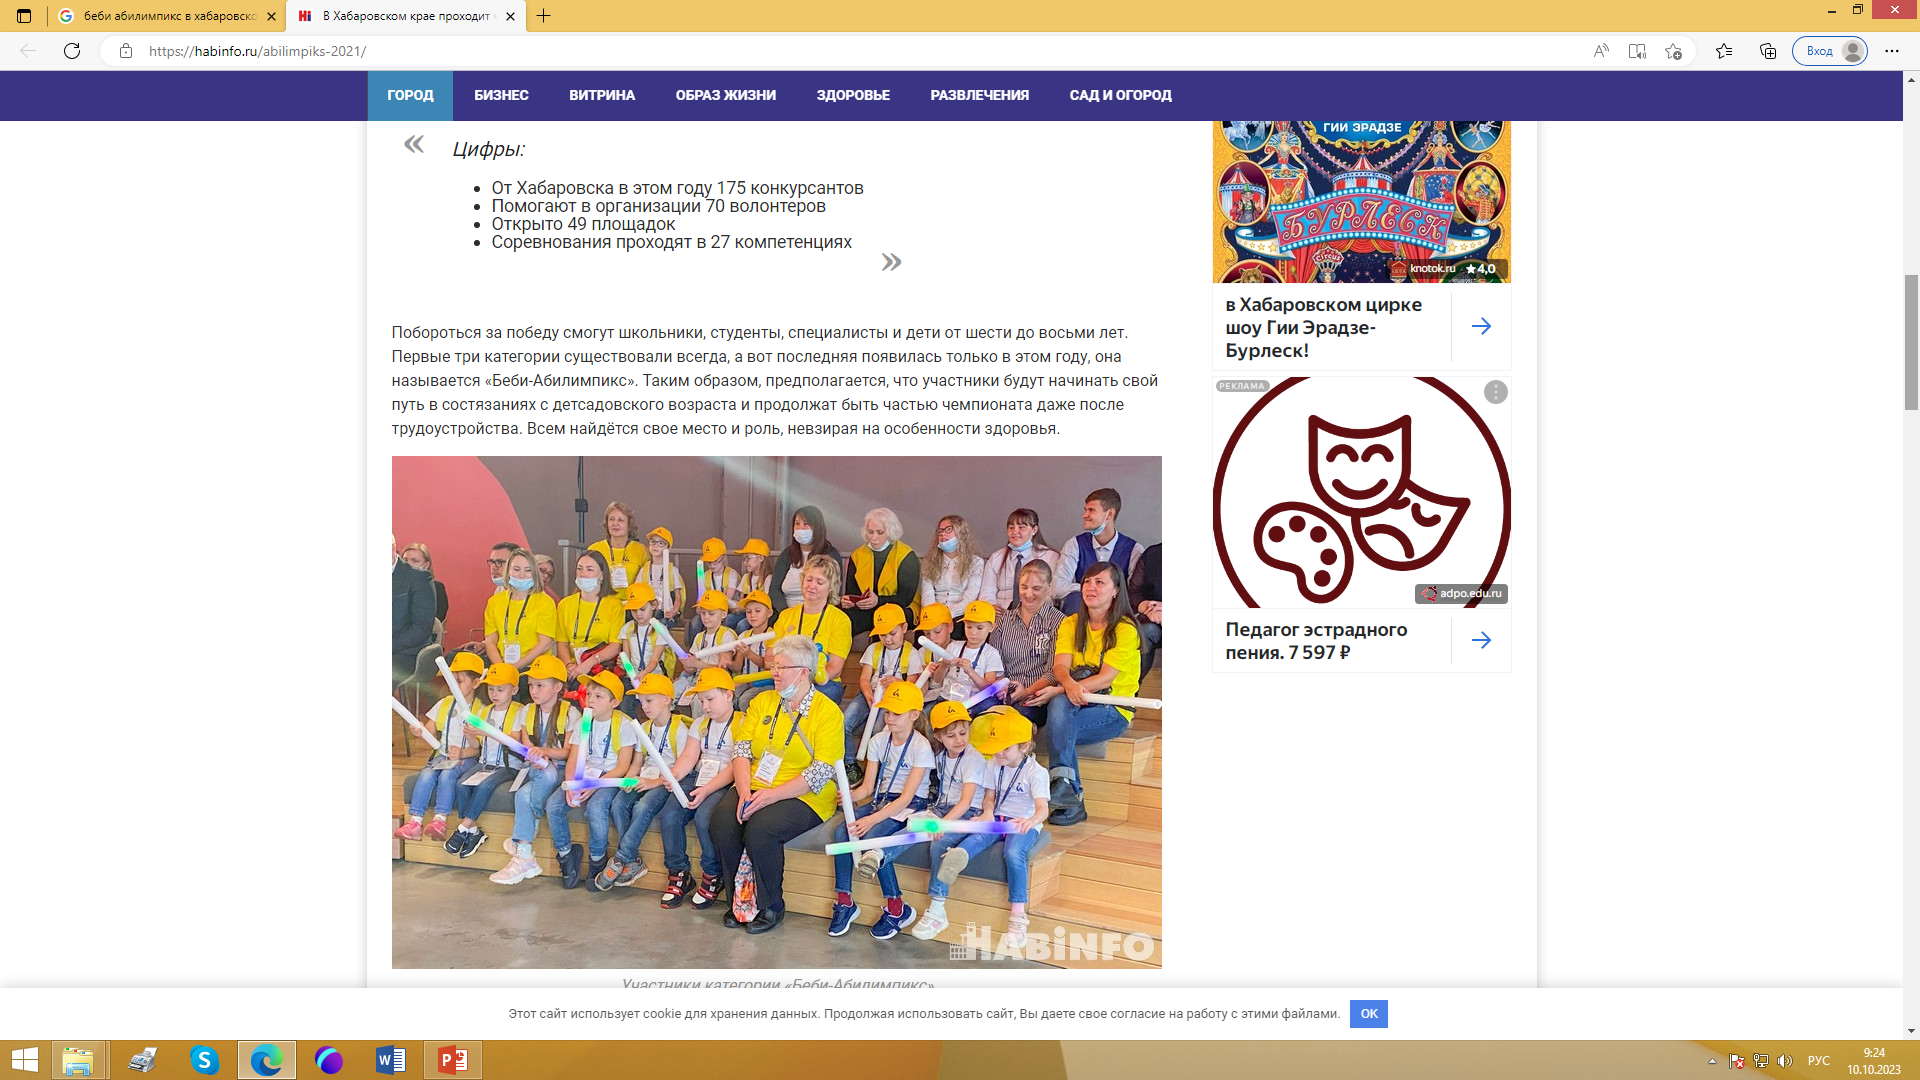 беби абилимпикс в хабаровско
В Хабаровском крае проходит ч
https://habinfo.ru/abilimpiks-2021/
Вход
ГОРОД БИЗНЕС ВИТРИНА ОБРАЗ ЖИЗНИ ЗДОРОВЬЕ РАЗВЛЕЧЕНИЯ САД И ОГОРОД
« Цифры:
• От Хабаровска в этом году 175 конкурсантов
• Помогают в организации 70 волонтеров
• Открыто 49 площадок
• Соревнования проходят в 27 компетенциях
»
Побороться за победу смогут школьники, студенты, специалисты и дети от шести до восьми лет.
Первые три категории существовали всегда, а вот последняя появилась только в этом году, она
называется «Беби-Абилимпикс». Таким образом, предполагается, что участники будут начинать свой
путь в состязаниях с детсадовского возраста и продолжат быть частью чемпионата даже после
трудоустройства. Всем найдётся свое место и роль, невзирая на особенности здоровья.
HABINFO
Участники категории «Беби-Абилимпикс»
ГИИ ЭРАДЗЕ
БУРЛЕСК
circus
knotok.ru ★4,0
в Хабаровском цирке
шоу Гии Эрадзе-
Бурлеск!
РЕКЛАМА
adpo.edu.ru
Педагог эстрадного
пения. 7 597 ₽
Этот сайт использует cookie для хранения данных. Продолжая использовать сайт, Вы даете свое согласие на работу с этими файлами. OK
РУС
9:24
10.10.2023